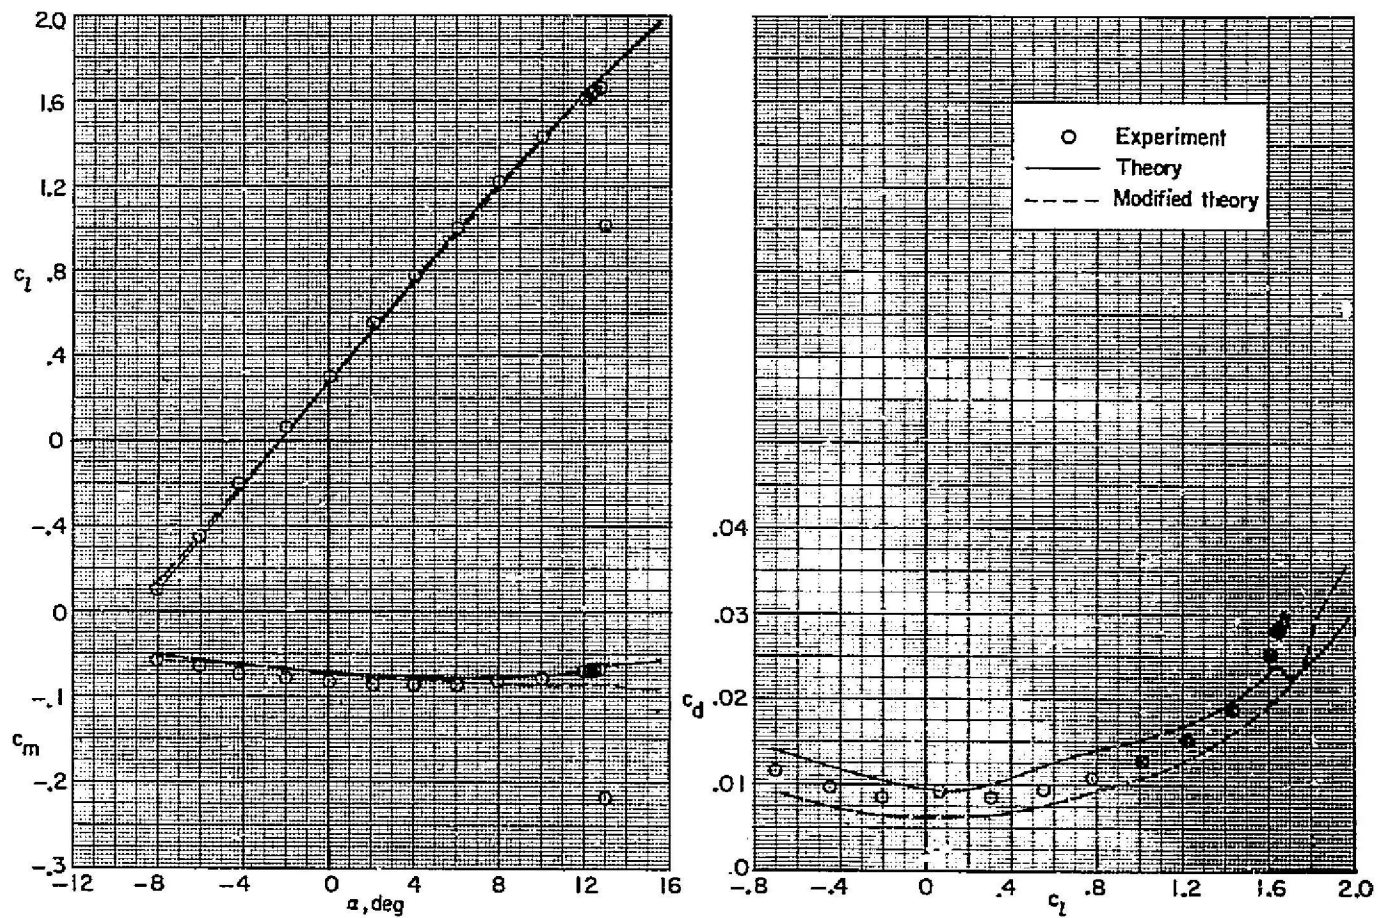 2.0
1.6
1.2
.8
.4
0
-.4
0
-.1
-.2
-.3
c_l
c_m
-12 -8 -4 0 4 8 12 16
α, deg
Experiment
Theory
Modified theory
.04
.03
.02
.01
.0
c_d
-.8 -.4 0 .4 .8 1.2 1.6 2.0
c_l